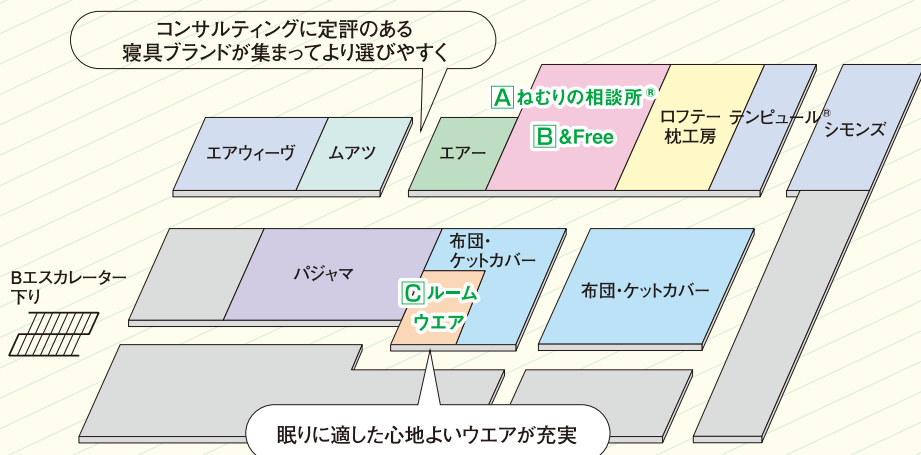 コンサルティングに定評のある
寝具ブランドが集まってより選びやすく
エアウィーヴ
ムアツ
エアー
A ねむりの相談所®
B &Free
ロフテー
枕工房
テンピュール®
シモンズ
Bエスカレーター
下り
パジャマ
布団・
ケットカバー
C ルーム
ウエア
布団・ケットカバー
眠りに適した心地よいウエアが充実